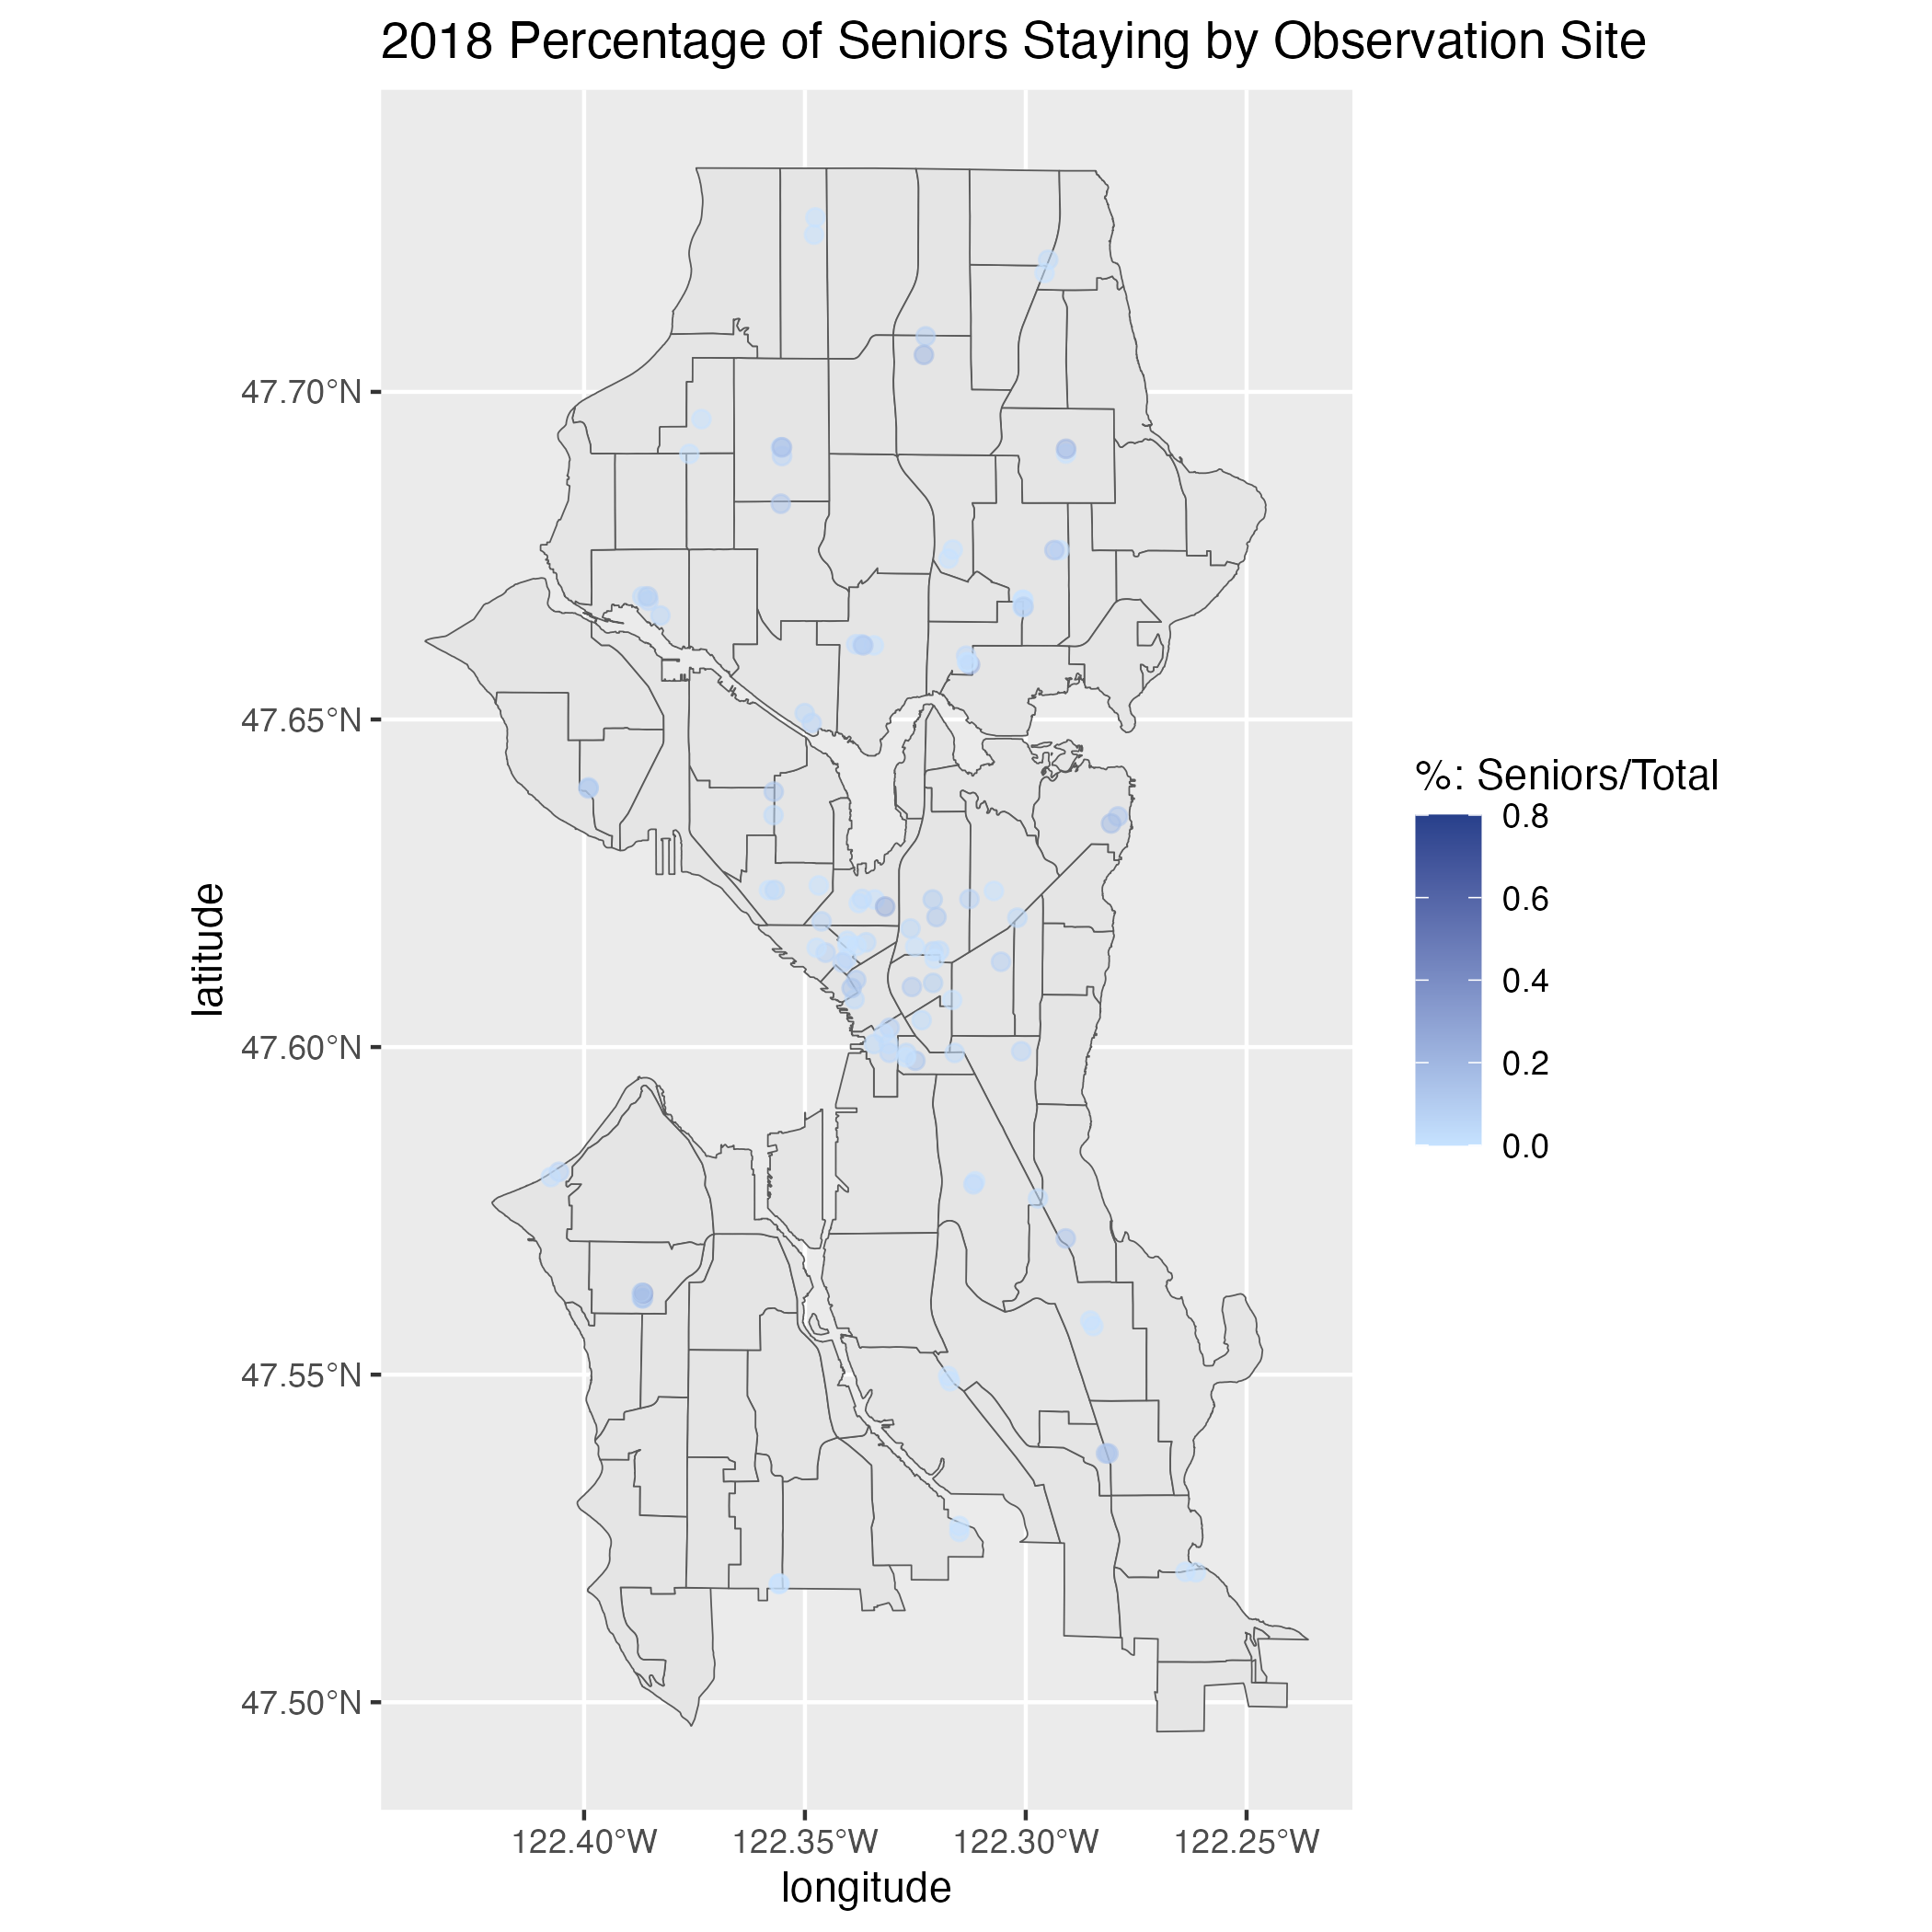 2018 Percentage of Seniors Staying by Observation Site
47.70°N
47.65°N
47.60°N
47.55°N
47.50°N
latitude
122.40°W 122.35°W 122.30°W 122.25°W
longitude
%: Seniors/Total
0.8
0.6
0.4
0.2
0.0